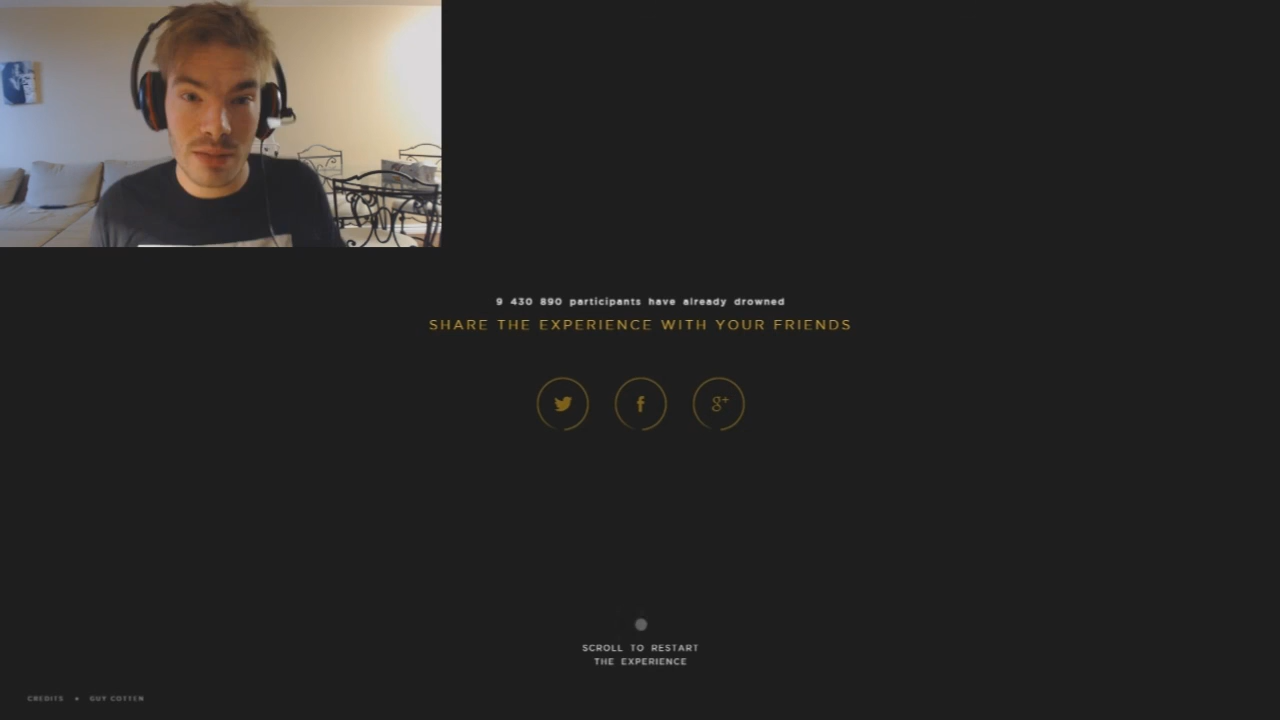 9 430 890 participants have already drowned
SHARE THE EXPERIENCE WITH YOUR FRIENDS
g+
SCROLL TO RESTART
THE EXPERIENCE
CREDITS • GUY COTTEN